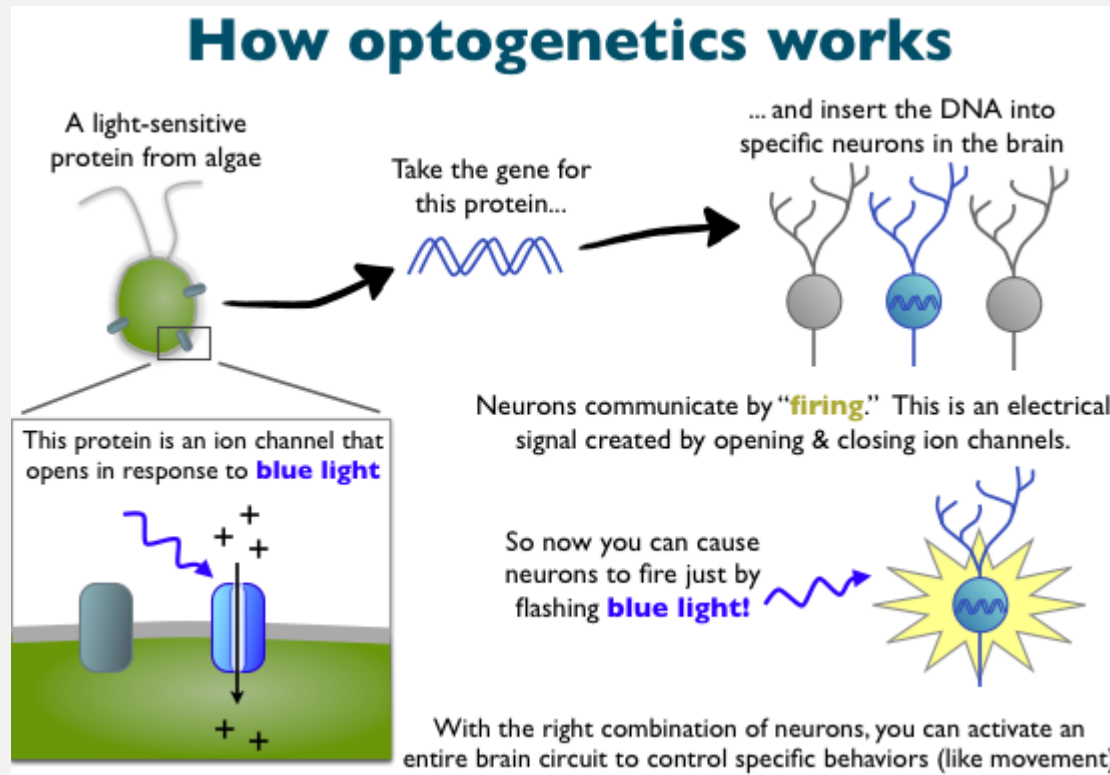 How optogenetics works
A light-sensitive
protein from algae
Take the gene for
this protein...
... and insert the DNA into
specific neurons in the brain
This protein is an ion channel that
opens in response to blue light
+
+
+
+
+
Neurons communicate by “firing.” This is an electrical
signal created by opening & closing ion channels.
So now you can cause
neurons to fire just by
flashing blue light!
With the right combination of neurons, you can activate an
entire brain circuit to control specific behaviors (like movement)